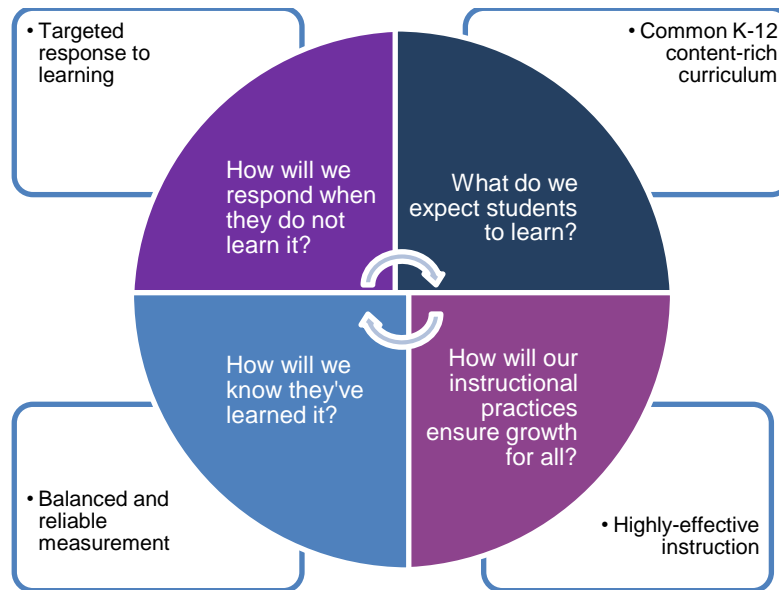 • Targeted
response to
learning
• Common K-12
content-rich
curriculum
How will we
respond when
they do not
learn it?
What do we
expect students
to learn?
How will we
know they've
learned it?
How will our
instructional
practices
ensure growth
for all?
• Balanced and
reliable
measurement
• Highly-effective
instruction